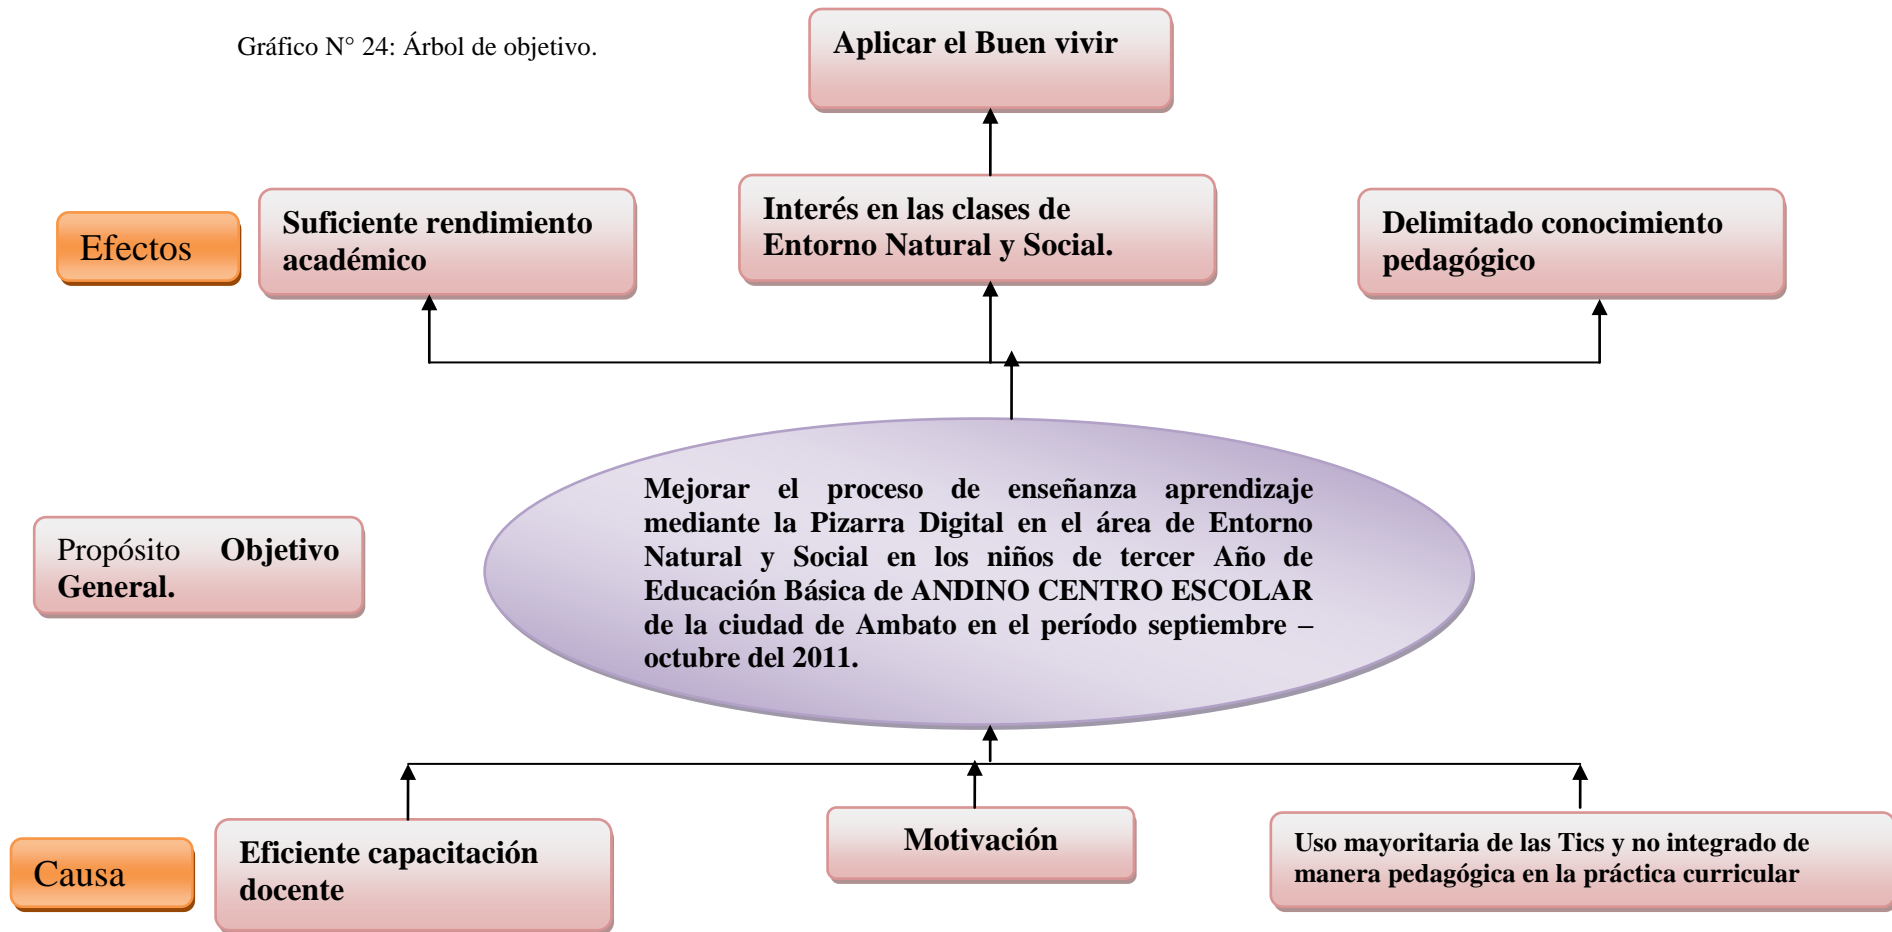 Gráfico N° 24: Árbol de objetivo.
Aplicar el Buen vivir
Efectos
Suficiente rendimiento
académico
Interés en las clases de
Entorno Natural y Social.
Delimitado conocimiento
pedagógico
Propósito Objetivo
General.
Mejorar el proceso de enseñanza aprendizaje
mediante la Pizarra Digital en el área de Entorno
Natural y Social en los niños de tercer Año de
Educación Básica de ANDINO CENTRO ESCOLAR
de la ciudad de Ambato en el período septiembre –
octubre del 2011.
Causa
Eficiente capacitación
docente
Motivación
Uso mayoritaria de las Tics y no integrado de
manera pedagógica en la práctica curricular